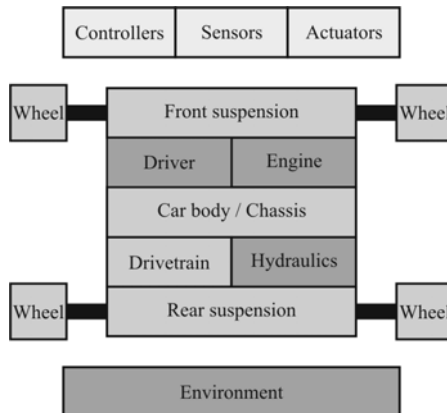 Controllers Sensors Actuators
Wheel Front suspension Wheel
Driver Engine
Car body / Chassis
Drivetrain Hydraulics
Wheel Rear suspension Wheel
Environment